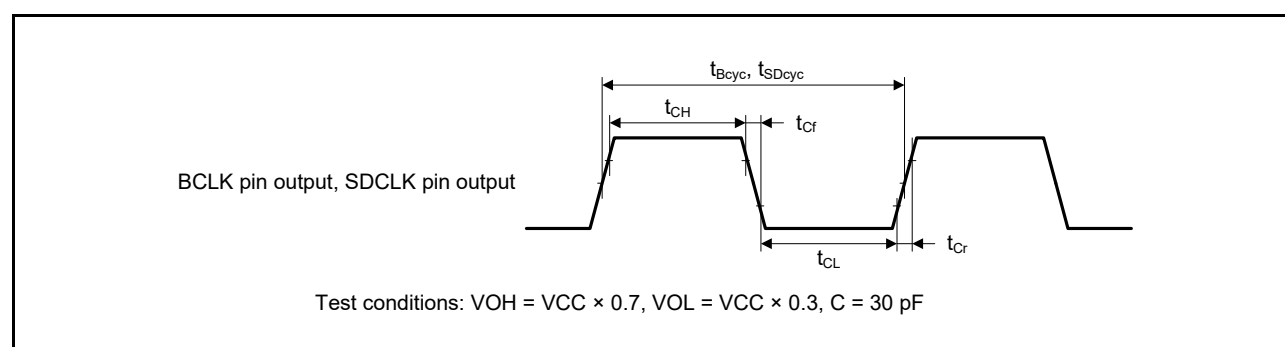 tBcyc, tSDcyc
tCH
tCf
BCLK pin output, SDCLK pin output
tCr
tCL
Test conditions: VOH = VCC × 0.7, VOL = VCC × 0.3, C = 30 pF